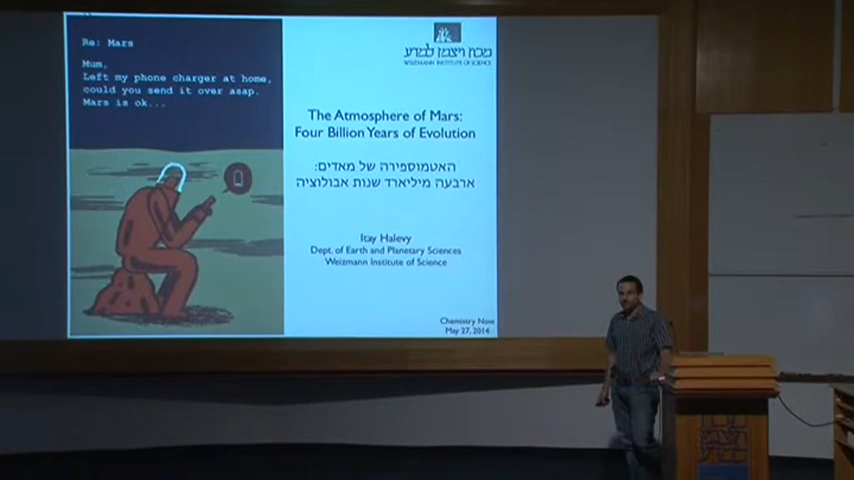 Re: Mars
Mum,
Left my phone charger at home,
could you send it over asap.
Mars is ok...
מכון ויצמן למדע
WEIZMANN INSTITUTE OF SCIENCE
The Atmosphere of Mars:
Four Billion Years of Evolution
האטמוספירה של מאדים:
ארבעה מיליארד שנות אבולוציה
Itay Halevy
Dept. of Earth and Planetary Sciences
Weizmann Institute of Science
Chemistry Now
May 27, 2014